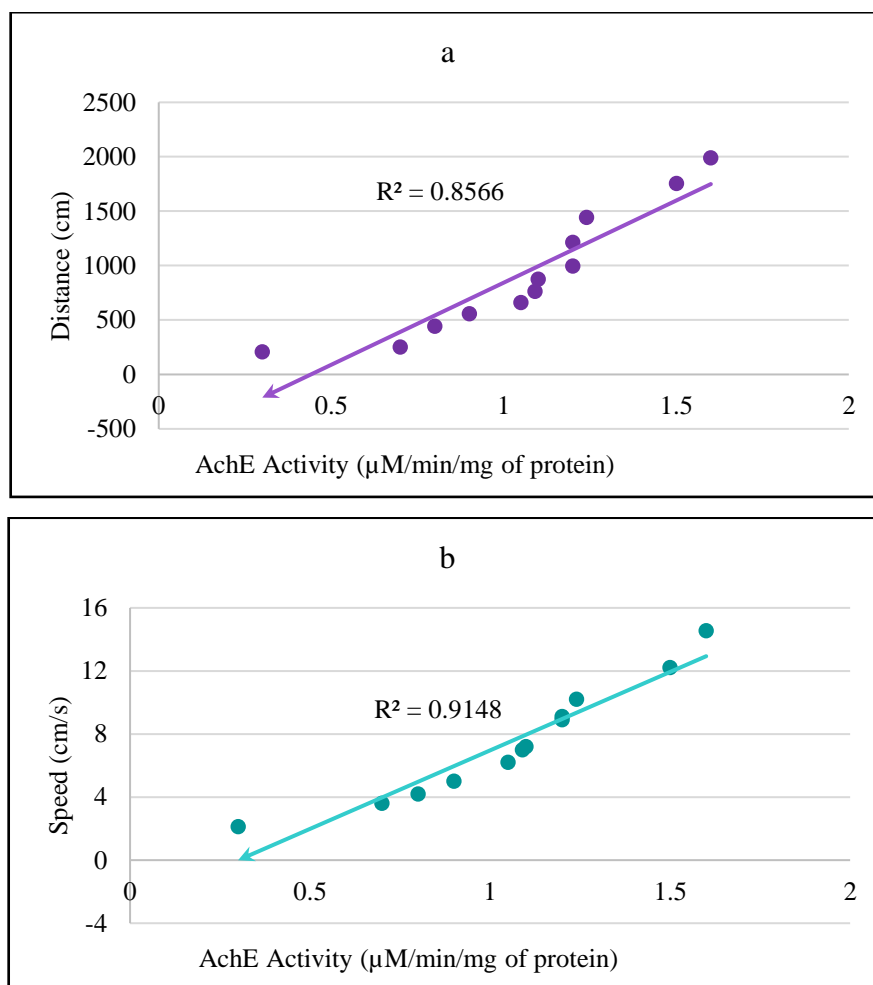 a
2500
2000
R² = 0.8566
1500
1000
500
0
0 0.5 1 1.5 2
-500
Distance (cm)
AchE Activity (µM/min/mg of protein)
b
16
12
R² = 0.9148
8
4
0
0 0.5 1 1.5 2
-4
Speed (cm/s)
AchE Activity (µM/min/mg of protein)